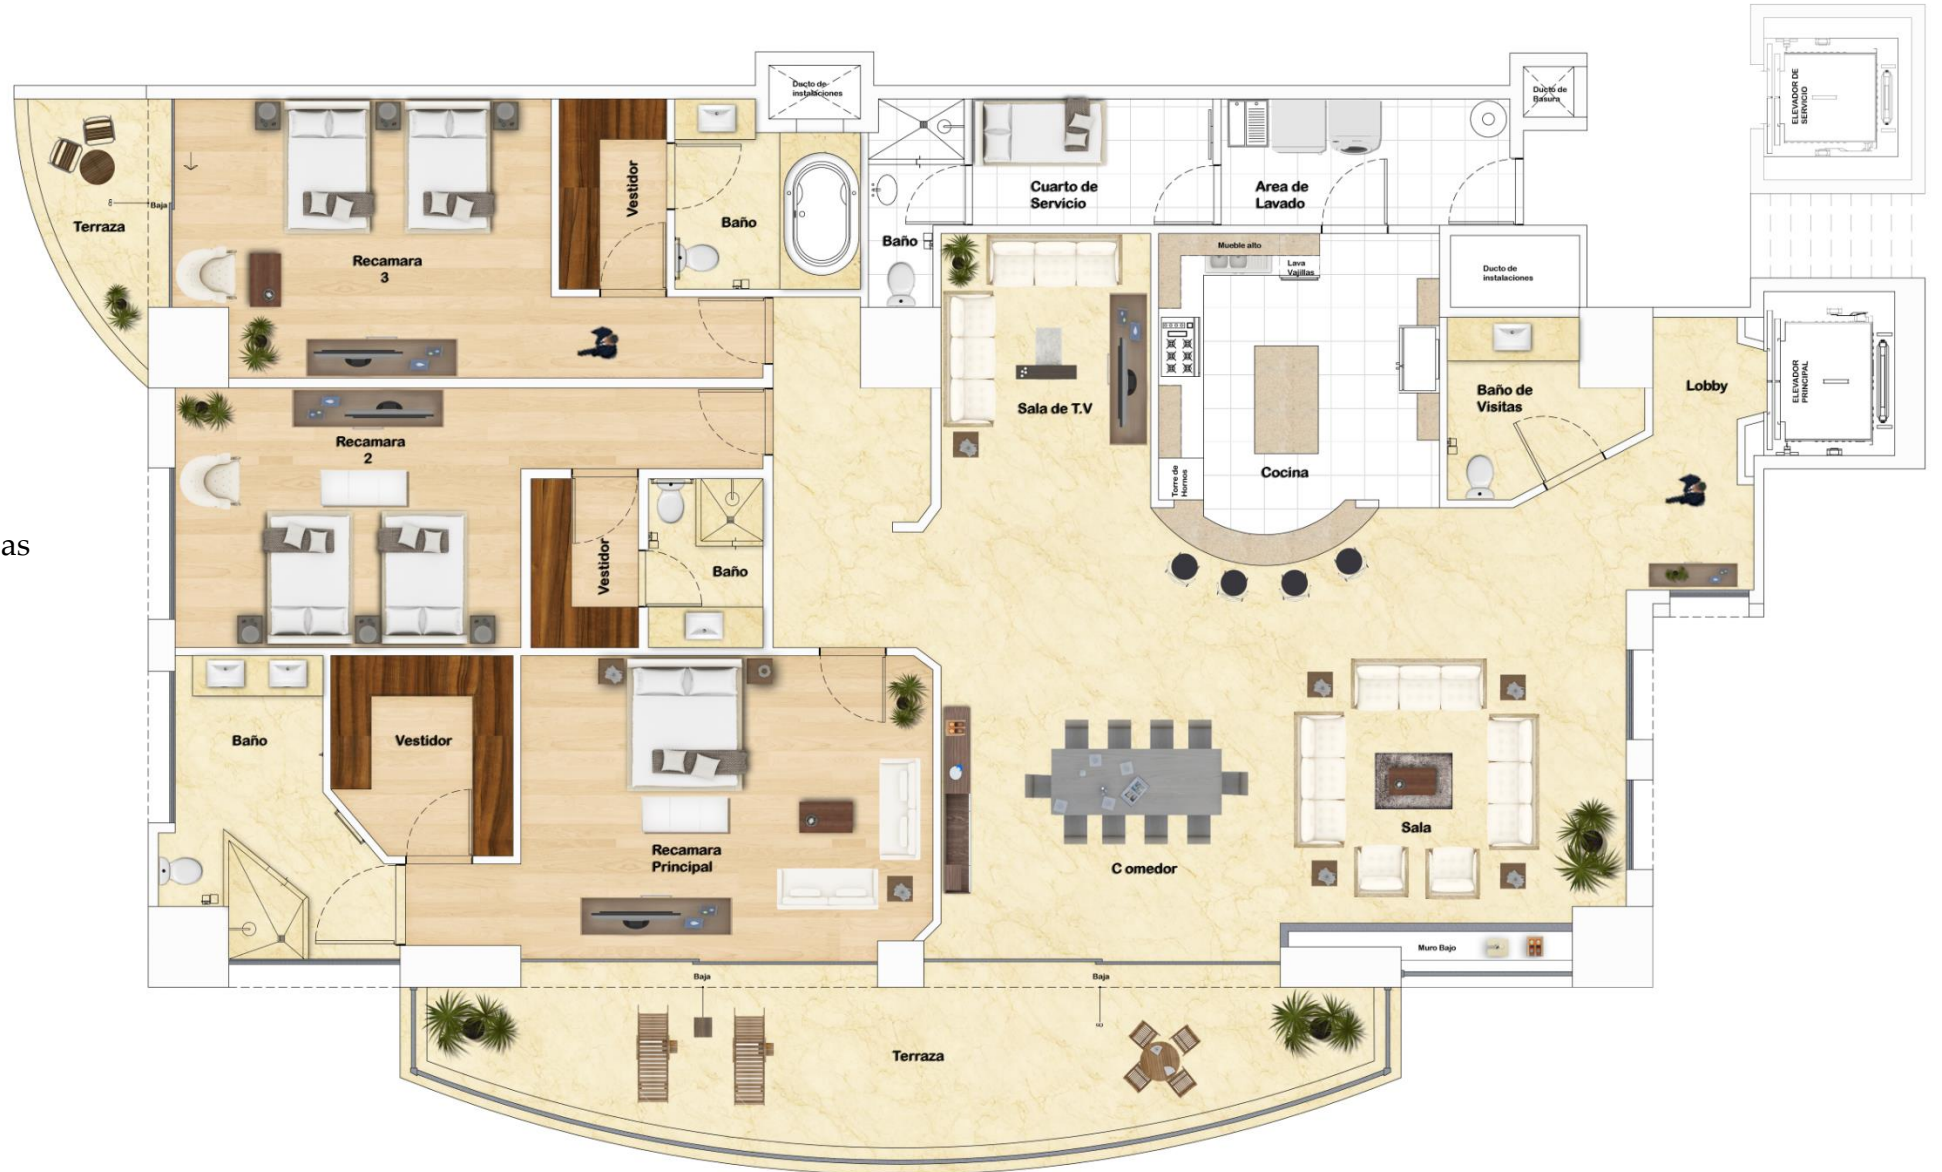 Ducto de
instalaciones
Ducto de
Basura
ELEVADOR DE
SERVICIO
Terraza
Baja
Recamara
3
Vestidor
Baño
Baño
Cuarto de
Servicio
Area de
Lavado
Mueble alto
Lava
Vajillas
Ducto de
instalaciones
Sala de T.V
Cocina
Torre de
Hornos
Baño de
Visitas
Lobby
ELEVADOR
PRINCIPAL
Recamara
2
Vestidor
Baño
as
Baño
Vestidor
Recamara
Principal
C omedor
Sala
Muro Bajo
Baja
Baja
Terraza